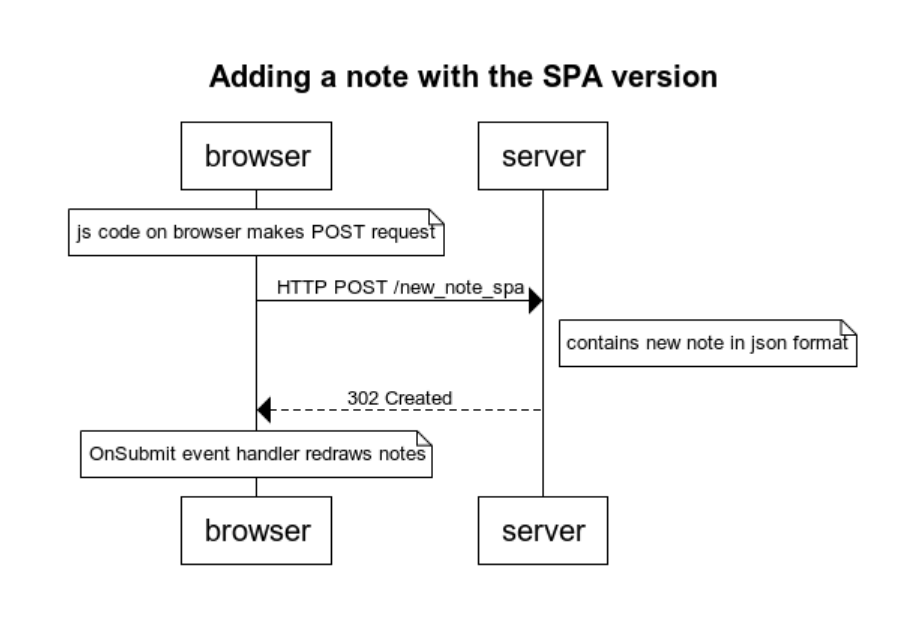 Adding a note with the SPA version
browser
server
js code on browser makes POST request
HTTP POST /new_note_spa
contains new note in json format
302 Created
OnSubmit event handler redraws notes
browser
server